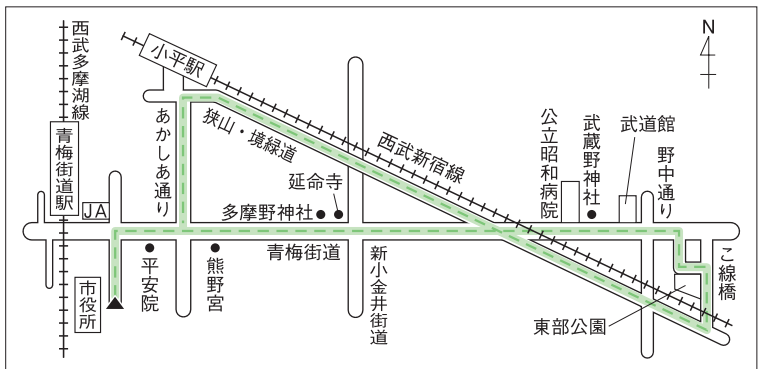 西武多摩湖線
小平駅
N
青梅街道駅
あかしあ通り
狭山・境緑道
西武新宿線
公立昭和病院
武蔵野神社
武道館
野中通り
延命寺
多摩野神社
JA
青梅街道
新小金井街道
市役所
平安院
熊野宮
こ線橋
東部公園